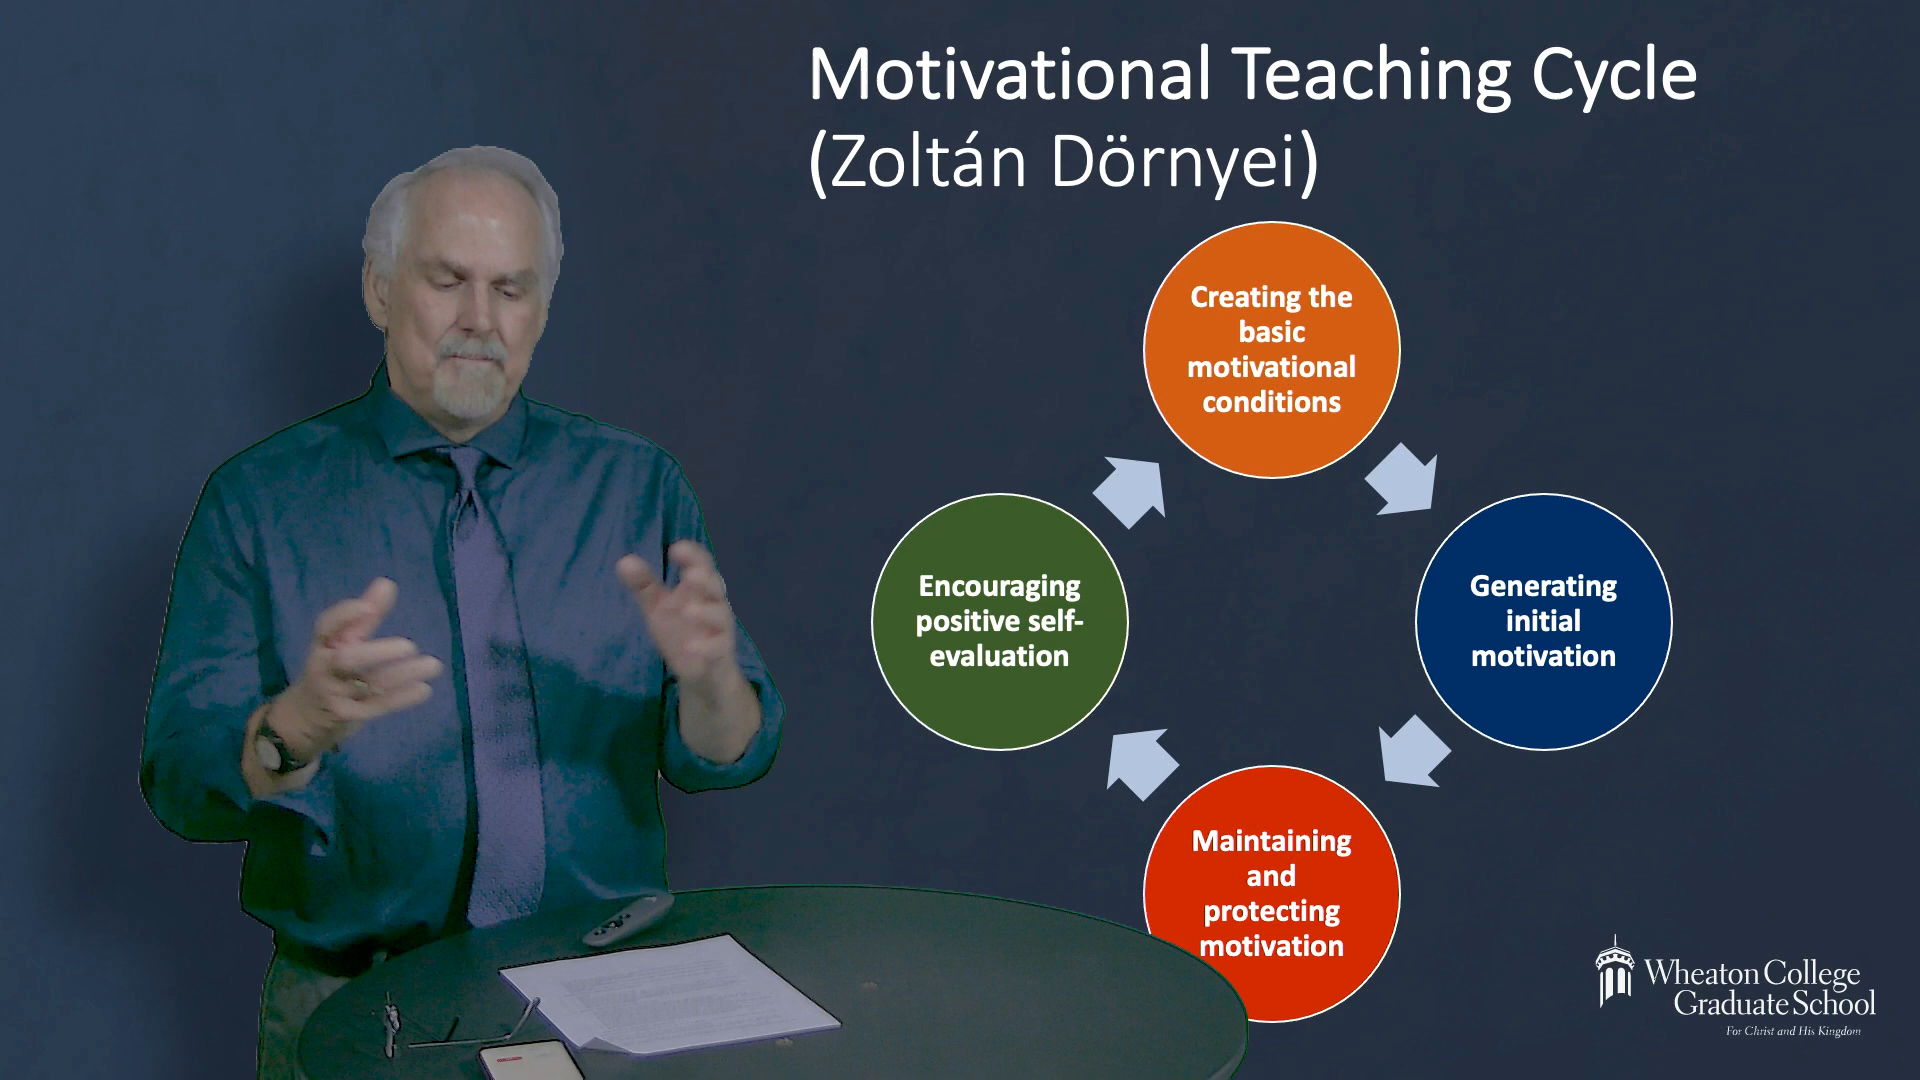 Motivational Teaching Cycle
(Zoltán Dörnyei)
Creating the
basic
motivational
conditions
Generating
initial
motivation
Maintaining
and
protecting
motivation
Encouraging
positive self-
evaluation
Wheaton College
Graduate School
For Christ and His Kingdom